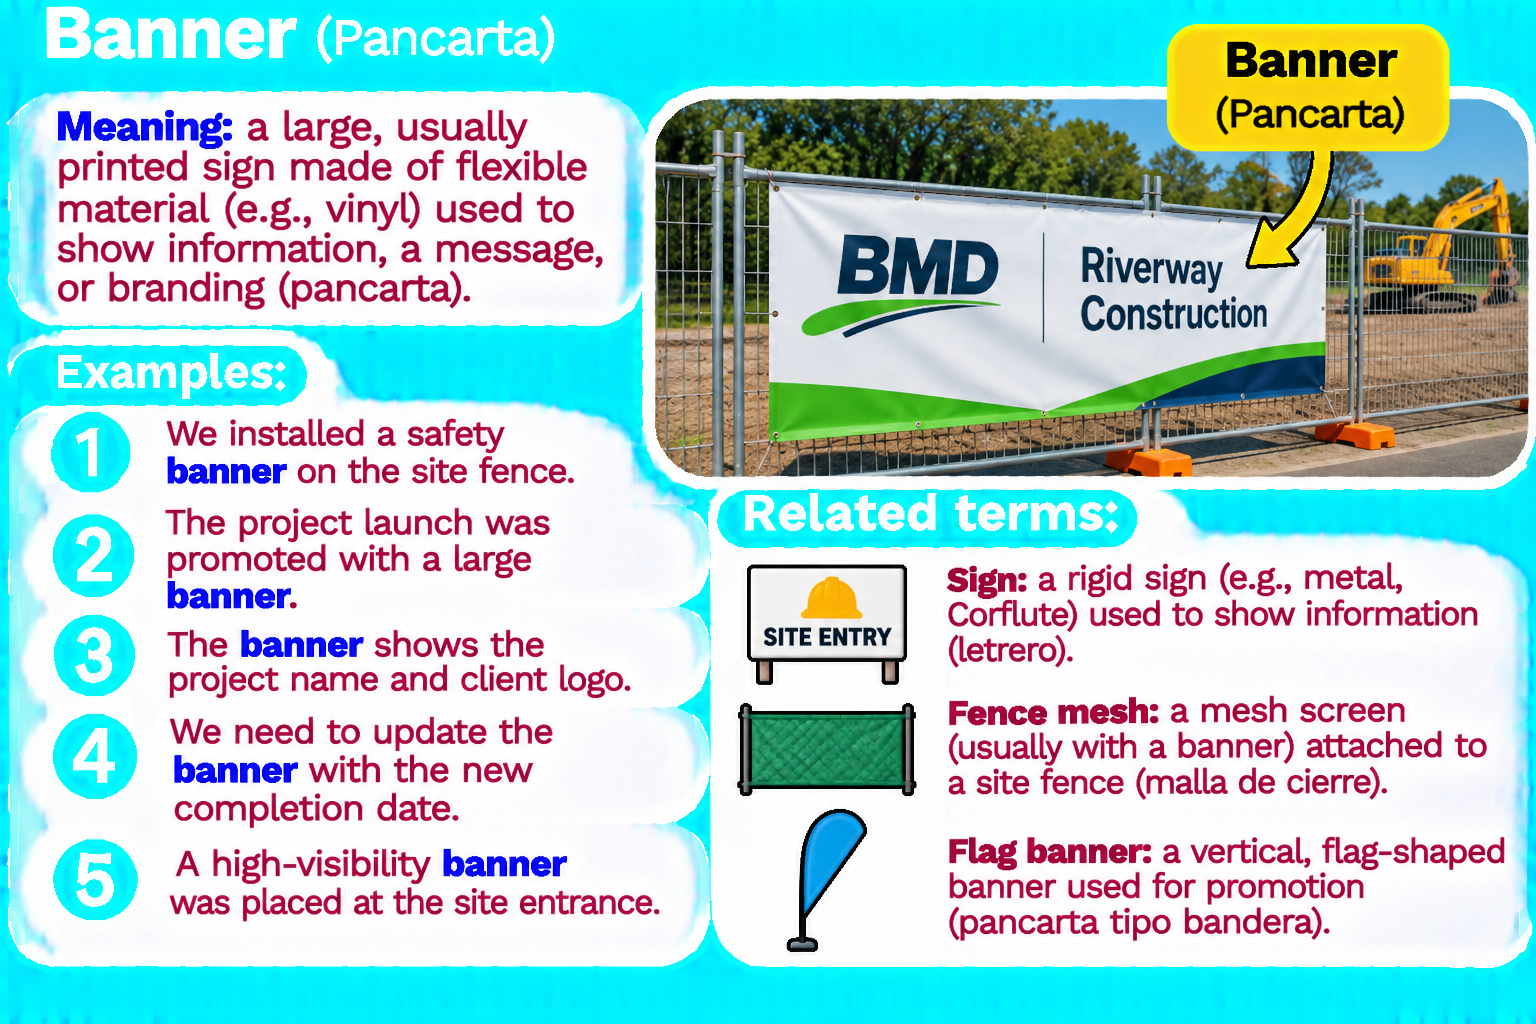 Banner (Pancarta)
Meaning: a large, usually
printed sign made of flexible
material (e.g., vinyl) used to
show information, a message,
or branding (pancarta).
Banner
(Pancarta)
BMD
Riverway
Construction
Examples:
1
We installed a safety
banner on the site fence.
2
The project launch was
promoted with a large
banner.
3
The banner shows the
project name and client logo.
4
We need to update the
banner with the new
completion date.
5
A high-visibility banner
was placed at the site entrance.
Related terms:
SITE ENTRY
Sign: a rigid sign (e.g., metal,
Corflute) used to show information
(letrero).
Fence mesh: a mesh screen
(usually with a banner) attached to
a site fence (malla de cierre).
Flag banner: a vertical, flag-shaped
banner used for promotion
(pancarta tipo bandera).